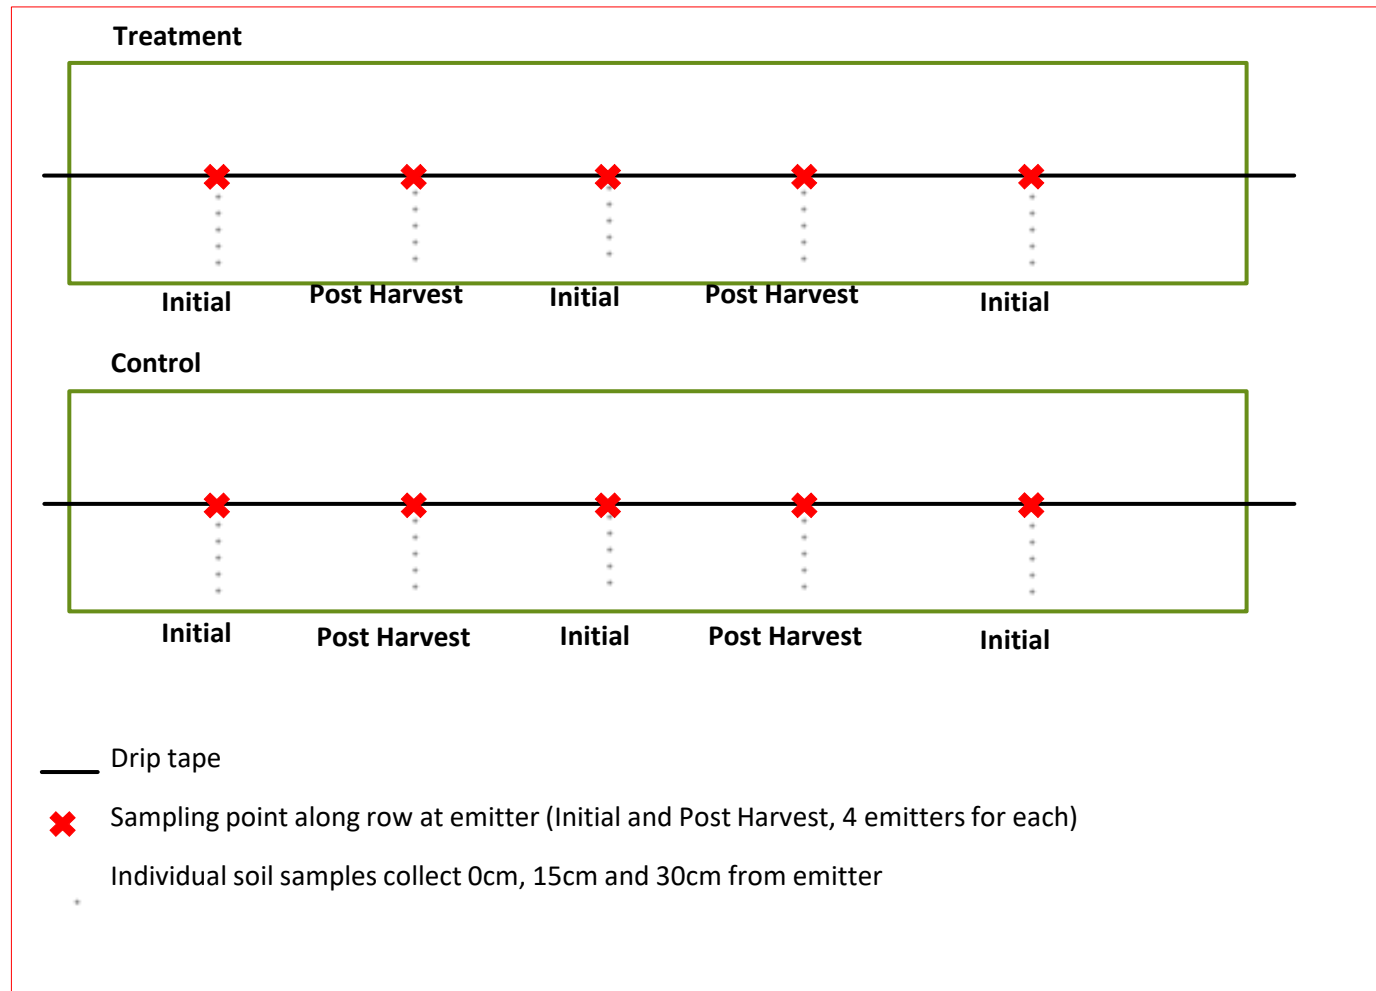 Treatment
Initial
Post Harvest
Initial
Post Harvest
Initial
Control
Initial
Post Harvest
Initial
Post Harvest
Initial
Drip tape
Sampling point along row at emitter (Initial and Post Harvest, 4 emitters for each)
Individual soil samples collect 0cm, 15cm and 30cm from emitter